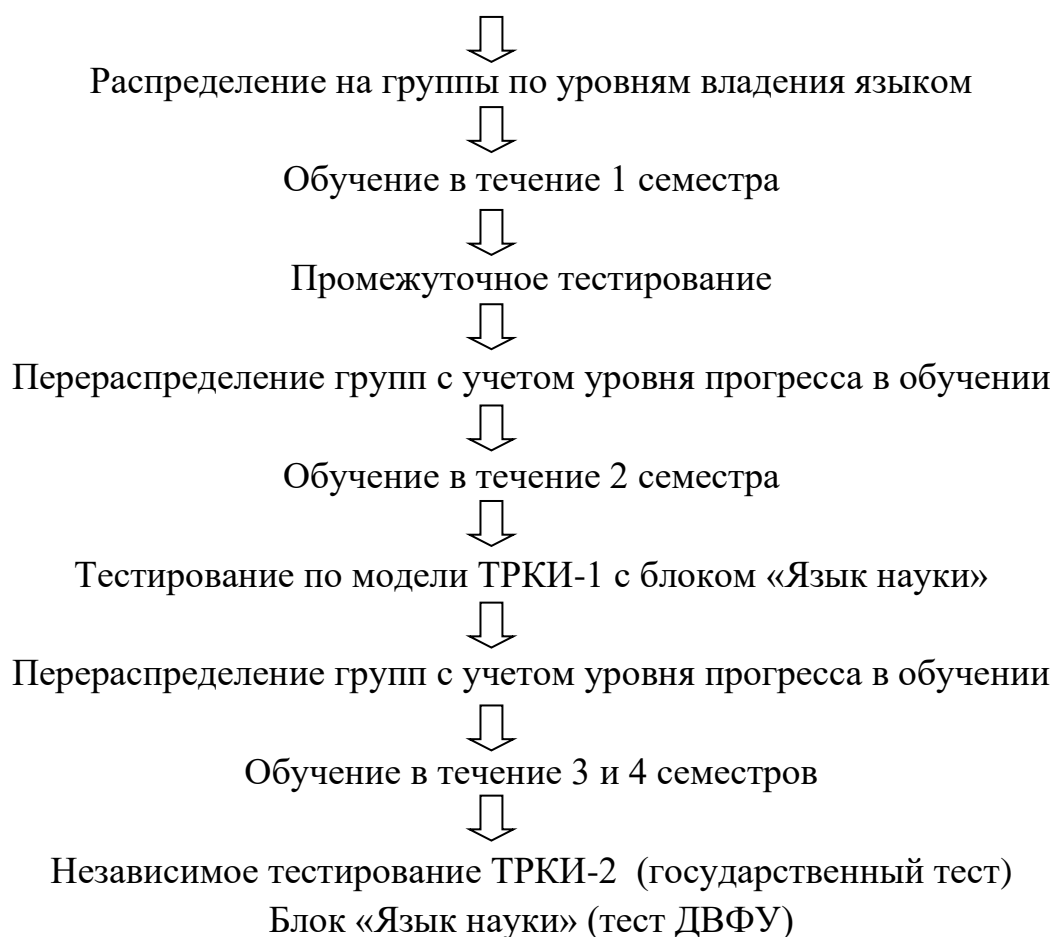 Распределение на группы по уровням владения языком
Обучение в течение 1 семестра
Промежуточное тестирование
Перераспределение групп с учетом уровня прогресса в обучении
Обучение в течение 2 семестра
Тестирование по модели ТРКИ-1 с блоком «Язык науки»
Перераспределение групп с учетом уровня прогресса в обучении
Обучение в течение 3 и 4 семестров
Независимое тестирование ТРКИ-2 (государственный тест)
Блок «Язык науки» (тест ДВФУ)